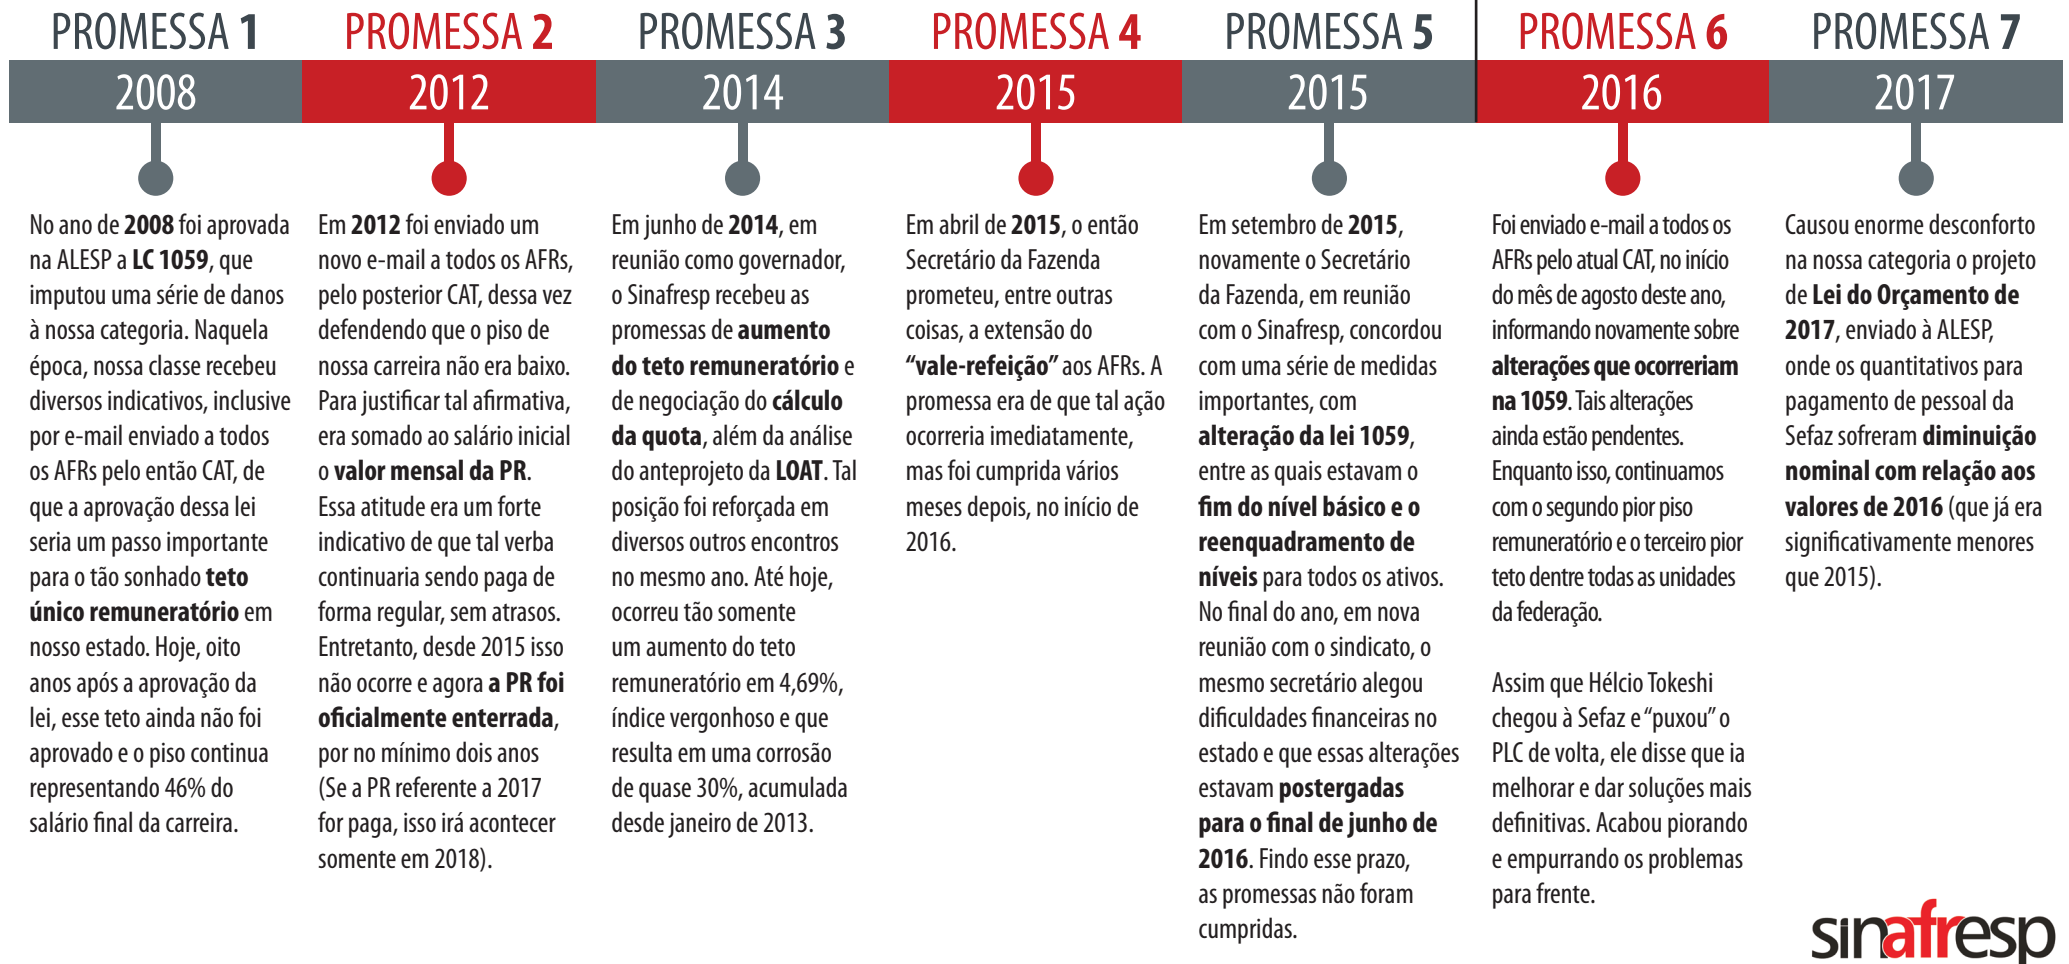 PROMESSA 1
2008
No ano de 2008 foi aprovada
na ALESP a LC 1059, que
imputou uma série de danos
à nossa categoria. Naquela
época, nossa classe recebeu
diversos indicativos, inclusive
por e-mail enviado a todos
os AFRs pelo então CAT, de
que a aprovação dessa lei
seria um passo importante
para o tão sonhado teto
único remuneratório em
nosso estado. Hoje, oito
anos após a aprovação da
lei, esse teto ainda não foi
aprovado e o piso continua
representando 46% do
salário final da carreira.
PROMESSA 2
2012
Em 2012 foi enviado um
novo e-mail a todos os AFRs,
pelo posterior CAT, dessa vez
defendendo que o piso de
nossa carreira não era baixo.
Para justificar tal afirmativa,
era somado ao salário inicial
o valor mensal da PR.
Essa atitude era um forte
indicativo de que tal verba
continuaria sendo paga de
forma regular, sem atrasos.
Entretanto, desde 2015 isso
não ocorre e agora a PR foi
oficialmente enterrada,
por no mínimo dois anos
(Se a PR referente a 2017
for paga, isso irá acontecer
somente em 2018).
PROMESSA 3
2014
Em junho de 2014, em
reunião como governador,
o Sinafresp recebeu as
promessas de aumento
do teto remuneratório e
de negociação do cálculo
da quota, além da análise
do anteprojeto da LOAT. Tal
posição foi reforçada em
diversos outros encontros
no mesmo ano. Até hoje,
ocorreu tão somente
um aumento do teto
remuneratório em 4,69%,
índice vergonhoso e que
resulta em uma corrosão
de quase 30%, acumulada
desde janeiro de 2013.
PROMESSA 4
2015
Em abril de 2015, o então
Secretário da Fazenda
prometeu, entre outras
coisas, a extensão do
“vale-refeição” aos AFRs. A
promessa era de que tal ação
ocorreria imediatamente,
mas foi cumprida vários
meses depois, no início de
2016.
PROMESSA 5
2015
Em setembro de 2015,
novamente o Secretário
da Fazenda, em reunião
com o Sinafresp, concordou
com uma série de medidas
importantes, com
alteração da lei 1059,
entre as quais estavam o
fim do nível básico e o
reenquadramento de
níveis para todos os ativos.
No final do ano, em nova
reunião com o sindicato, o
mesmo secretário alegou
dificuldades financeiras no
estado e que essas alterações
estavam postergadas
para o final de junho de
2016. Findo esse prazo,
as promessas não foram
cumpridas.
PROMESSA 6
2016
Foi enviado e-mail a todos os
AFRs pelo atual CAT, no início
do mês de agosto deste ano,
informando novamente sobre
alterações que ocorreriam
na 1059. Tais alterações
ainda estão pendentes.
Enquanto isso, continuamos
com o segundo pior piso
remuneratório e o terceiro pior
teto dentre todas as unidades
da federação.
Assim que Hélcio Tokeshi
chegou à Sefaz e “puxou” o
PLC de volta, ele disse que ia
melhorar e dar soluções mais
definitivas. Acabou piorando
e empurrando os problemas
para frente.
PROMESSA 7
2017
Causou enorme desconforto
na nossa categoria o projeto
de Lei do Orçamento de
2017, enviado à ALESP,
onde os quantitativos para
pagamento de pessoal da
Sefaz sofreram diminuição
nominal com relação aos
valores de 2016 (que já era
significativamente menores
que 2015).
sinafresp